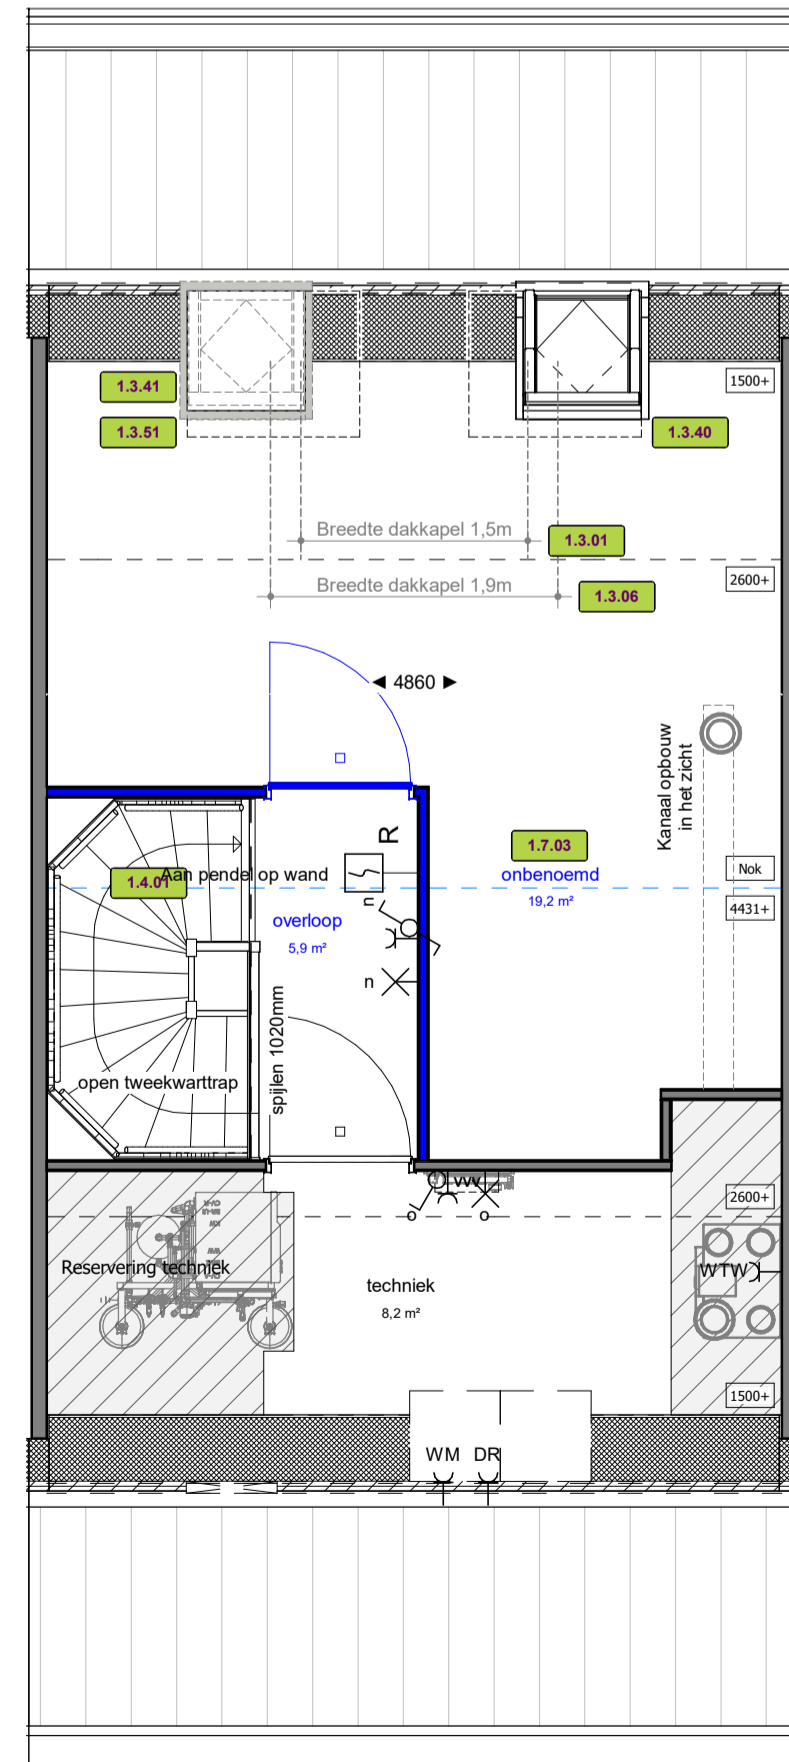 1.3.41
1500+
1.3.51
1.3.40
Breedte dakkapel 1,5m
1.3.01
2600+
Breedte dakkapel 1,9m
1.3.06
◄ 4860 ►
Kanaal opbouw
in het zicht
R
1.7.03
Aan pendel op wand
1.4.01
onbenoemd
19,2 m²
Nok
4431+
n
overloop
5,9 m²
n
spijlen 1020mm
open tweekwarttrap
vvv
2600+
Reservering techniek
WTW
techniek
8,2 m²
1500+
WM
DR